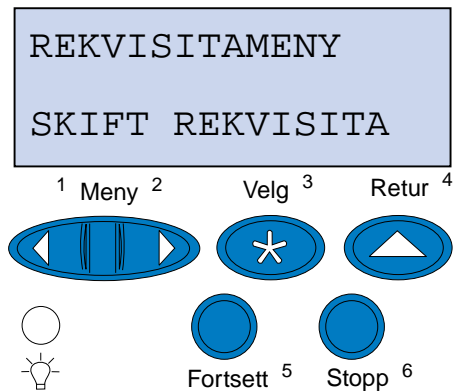 REKVISITAMENY
SKIFT REKVISITA
1 Meny 2 Velg 3 Retur 4
Fortsett 5 Stopp 6